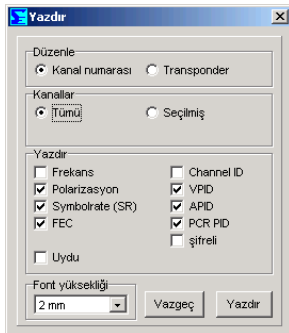 Yazdır
Düzenle
Kanal numarası Transponder
Kanallar
Tümü Seçilmiş
Yazdır
Frekans Channel ID
Polarizasyon VPID
Symbolrate (SR) APID
FEC PCR PID
şifreli
Uydu
Font yüksekliği
2 mm Vazgeç Yazdır